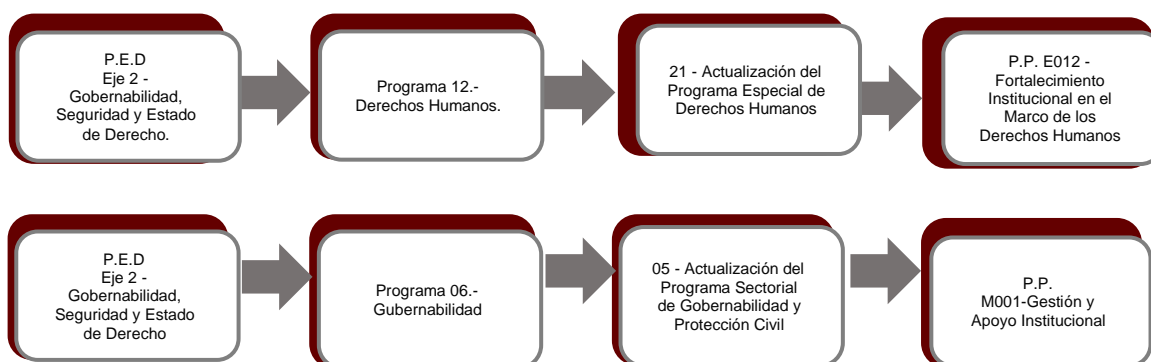 P.E.D
Eje 2 -
Gobernabilidad,
Seguridad y Estado
de Derecho.
Programa 12.-
Derechos Humanos.
21 - Actualización del
Programa Especial de
Derechos Humanos
P.P. E012 -
Fortalecimiento
Institucional en el
Marco de los
Derechos Humanos
P.E.D
Eje 2 -
Gobernabilidad,
Seguridad y Estado
de Derecho
Programa 06.-
Gubernabilidad
05 - Actualización del
Programa Sectorial
de Gobernabilidad y
Protección Civil
P.P.
M001-Gestión y
Apoyo Institucional